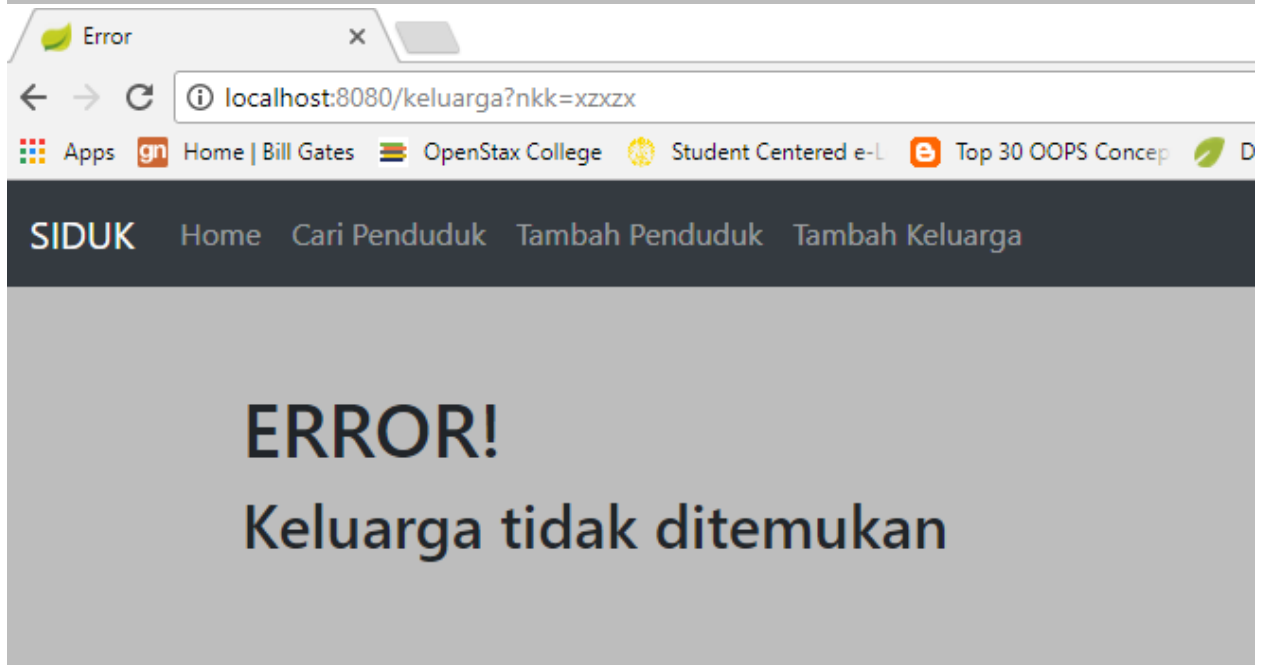 Error
localhost:8080/keluarga?nkk=xzxzx
Apps gn Home | Bill Gates OpenStax College Student Centered e-L Top 30 OOPS Concep D
SIDUK Home Cari Penduduk Tambah Penduduk Tambah Keluarga
ERROR!
Keluarga tidak ditemukan